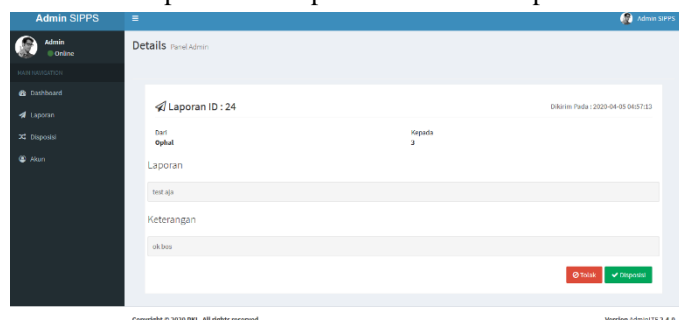 Admin SIPPS
Admin SIPPS
Admin
Online
Details Panel Admin
MAIN NAVIGATION
Dashboard
Laporan
Disposisi
Akun
Laporan ID : 24
Dikirim Pada : 2020-04-05 04:57:13
Dari
Kepada
Ophal
3
Laporan
test aja
Keterangan
ok bos
Tolak
Disposisi
Copyright © 2020 PKL. All rights reserved.
Version AdminLTE 2.4.0